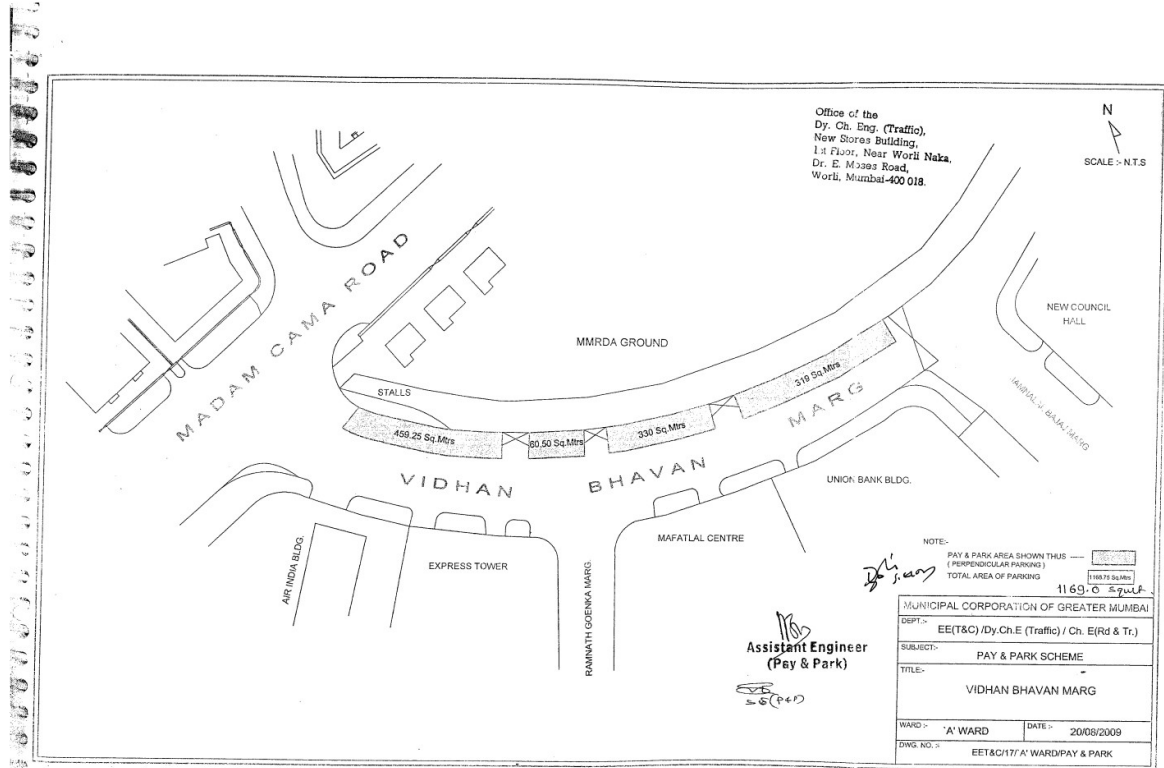 Office of the
Dy. Ch. Eng. (Traffic),
New Stores Building,
1st Floor, Near Worli Naka,
Dr. E. Moses Road,
Worli, Mumbai-400 018.
N
SCALE :- N.T.S
MADAM CAMA ROAD
MMRDA GROUND
NEW COUNCIL
HALL
STALLS
459.25 Sq.Mtrs
60.50 Sq.Mtrs
330 Sq.Mtrs
319 Sq.Mtrs
VIDHAN BHAVAN MARG
BAJAJ MARG
UNION BANK BLDG.
MAFATLAL CENTRE
EXPRESS TOWER
AIR INDIA BLDG.
RAMNATH GOENKA MARG.
NOTE:-
PAY & PARK AREA SHOWN THUS
( PERPENDICULAR PARKING )
TOTAL AREA OF PARKING
1168.75 Sq.Mtrs
1169.0 sqmt.
Assistant Engineer
(Pay & Park)
SE(P&P)
MUNICIPAL CORPORATION OF GREATER MUMBAI
DEPT.:- EE(T&C) /Dy.Ch.E (Traffic) / Ch. E(Rd & Tr.)
SUBJECT:- PAY & PARK SCHEME
TITLE:- VIDHAN BHAVAN MARG
WARD :- 'A' WARD DATE :- 20/08/2009
DWG. NO. :- EET&C/17/'A' WARD/PAY & PARK